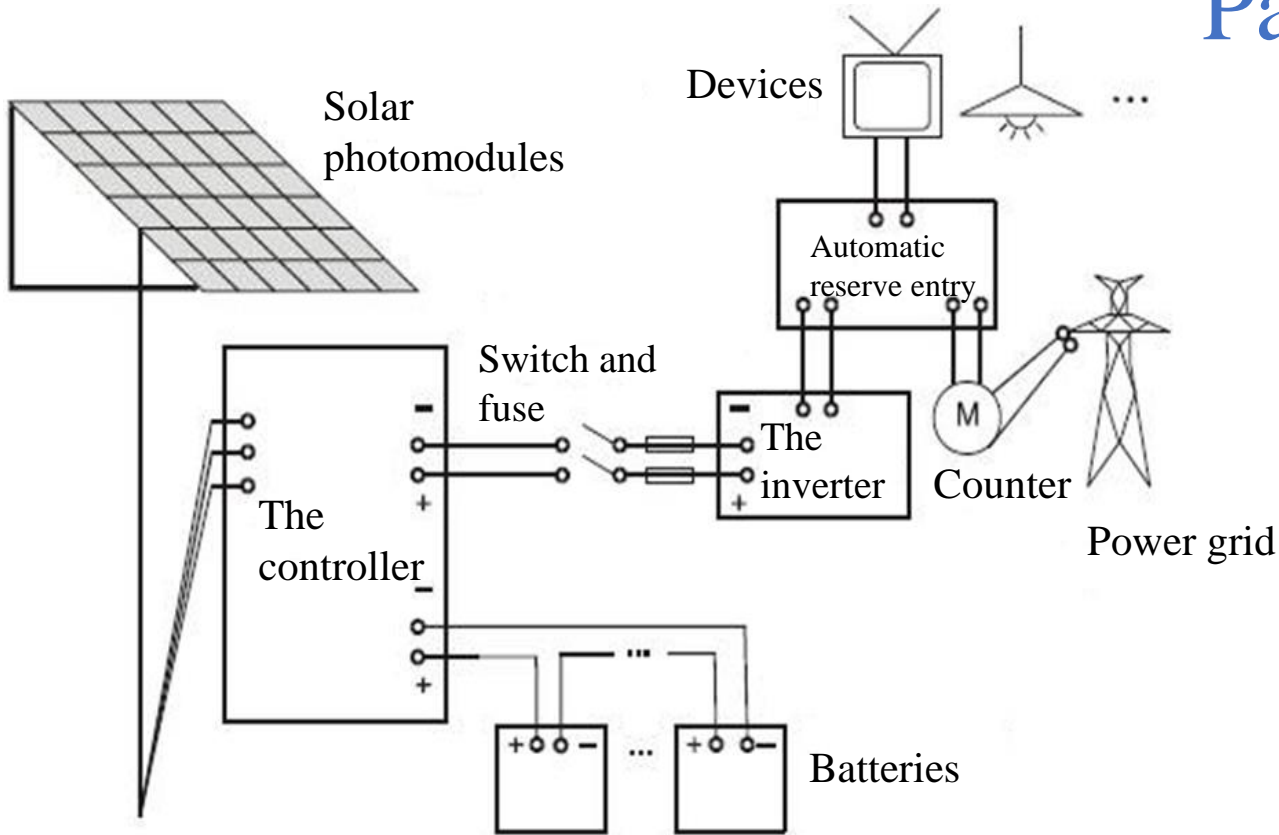 Pa
Devices
...
Solar
photomodules
Automatic
reserve entry
Switch and
fuse
-
+
The
controller
-
+
-
The
inverter
+
M
Counter
Power grid
...
+ -
...
+ -
Batteries